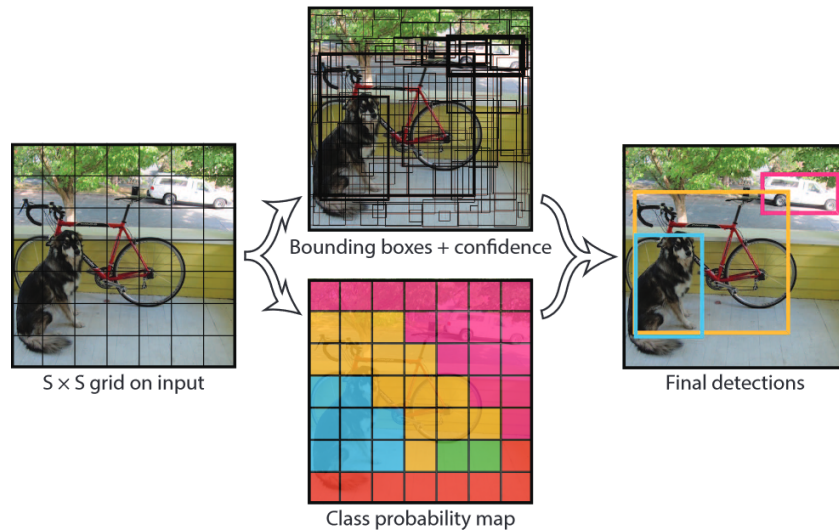 S × S grid on input
Bounding boxes + confidence
Class probability map
Final detections